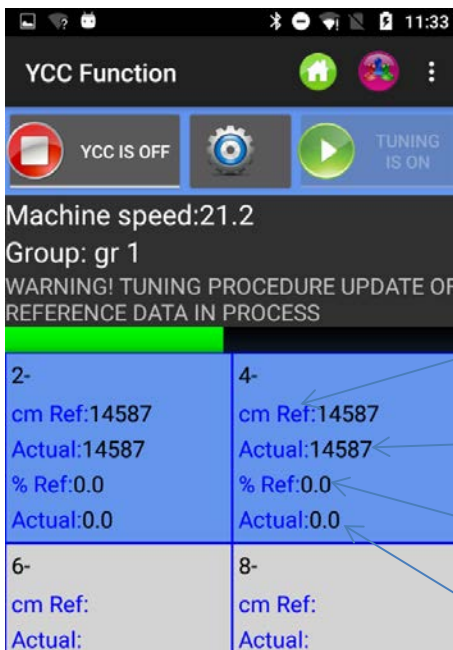 11:33
YCC Function
YCC IS OFF
TUNING
IS ON
Machine speed:21.2
Group: gr 1
WARNING! TUNING PROCEDURE UPDATE OF
REFERENCE DATA IN PROCESS
2-
cm Ref:14587
Actual:14587
% Ref:0.0
Actual:0.0
4-
cm Ref:14587
Actual:14587
% Ref:0.0
Actual:0.0
6-
cm Ref:
Actual:
8-
cm Ref:
Actual: